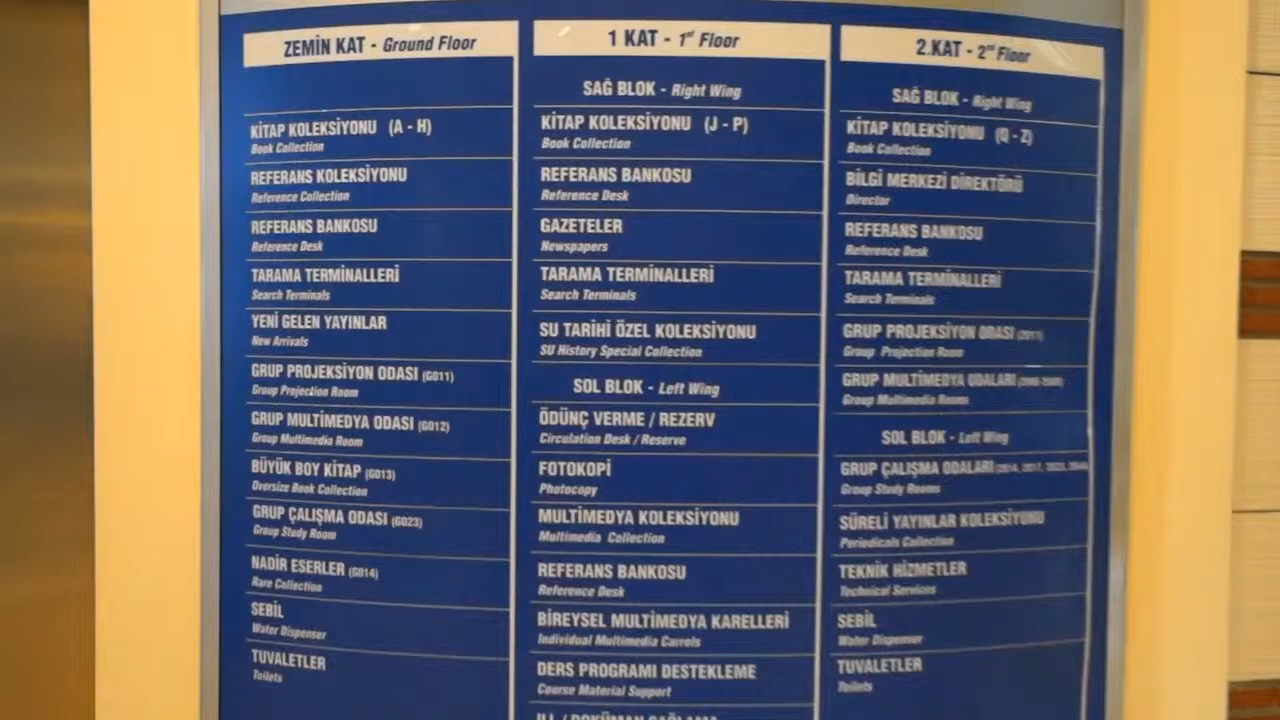 ZEMİN KAT - Ground Floor
KİTAP KOLEKSİYONU (A - H)
Book Collection
REFERANS KOLEKSİYONU
Reference Collection
REFERANS BANKOSU
Reference Desk
TARAMA TERMİNALLERİ
Search Terminals
YENİ GELEN YAYINLAR
New Arrivals
GRUP PROJEKSİYON ODASI (G011)
Group Projection Room
GRUP MULTİMEDYA ODASI (G012)
Group Multimedia Room
BÜYÜK BOY KİTAP (G013)
Oversize Book Collection
GRUP ÇALIŞMA ODASI (G023)
Group Study Room
NADİR ESERLER (G014)
Rare Collection
SEBİL
Water Dispenser
TUVALETLER
Toilets
1 KAT - 1st Floor
SAĞ BLOK - Right Wing
KİTAP KOLEKSİYONU (J - P)
Book Collection
REFERANS BANKOSU
Reference Desk
GAZETELER
Newspapers
TARAMA TERMİNALLERİ
Search Terminals
SU TARİHİ ÖZEL KOLEKSİYONU
SU History Special Collection
SOL BLOK - Left Wing
ÖDÜNÇ VERME / REZERV
Circulation Desk / Reserve
FOTOKOPİ
Photocopy
MULTİMEDYA KOLEKSİYONU
Multimedia Collection
REFERANS BANKOSU
Reference Desk
BİREYSEL MULTİMEDYA KARELLERİ
Individual Multimedia Carrels
DERS PROGRAMI DESTEKLEME
Course Material Support
ILL / DOKÜMAN SAĞLAMA
2.KAT - 2nd Floor
SAĞ BLOK - Right Wing
KİTAP KOLEKSİYONU (Q - Z)
Book Collection
BİLGİ MERKEZİ DİREKTÖRÜ
Director
REFERANS BANKOSU
Reference Desk
TARAMA TERMİNALLERİ
Search Terminals
GRUP PROJEKSİYON ODASI (2011)
Group Projection Room
GRUP MULTİMEDYA ODALARI
Group Multimedia Rooms
SOL BLOK - Left Wing
GRUP ÇALIŞMA ODALARI
Group Study Rooms
SÜRELİ YAYINLAR KOLEKSİYONU
Periodicals Collection
TEKNİK HİZMETLER
Technical Services
SEBİL
Water Dispenser
TUVALETLER
Toilets